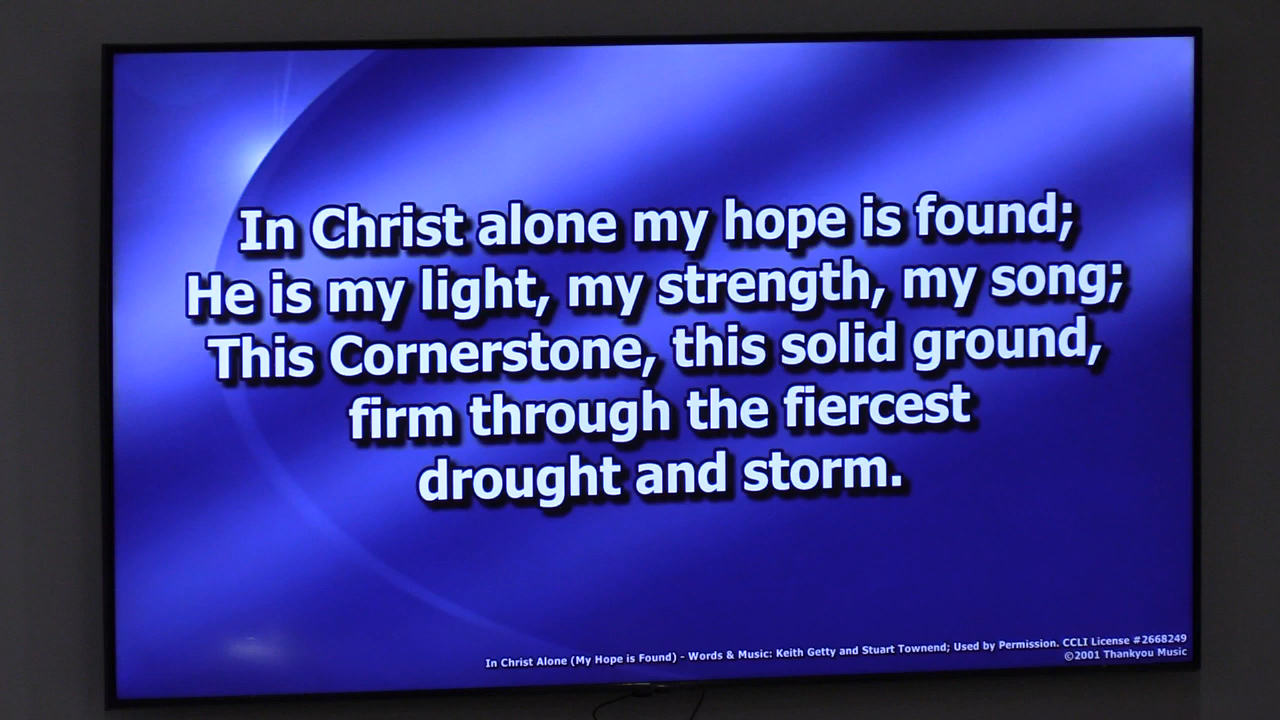 In Christ alone my hope is found;
He is my light, my strength, my song;
This Cornerstone, this solid ground,
firm through the fiercest
drought and storm.
In Christ Alone (My Hope is Found) - Words & Music: Keith Getty and Stuart Townend; Used by Permission. CCLI License #2668249
©2001 Thankyou Music